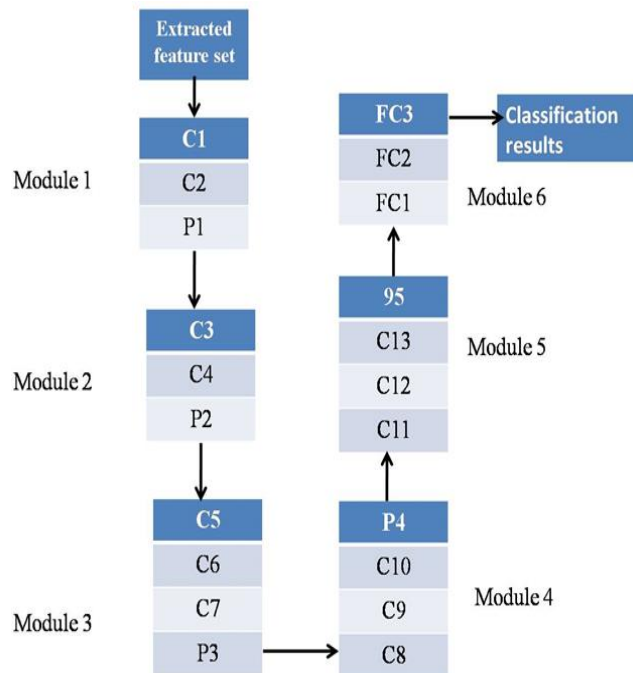 Extracted
feature set
Module 1
C1
C2
P1
Module 2
C3
C4
P2
Module 3
C5
C6
C7
P3
P4
C10
C9
C8
Module 4
95
C13
C12
C11
Module 5
FC3
FC2
FC1
Module 6
Classification
results